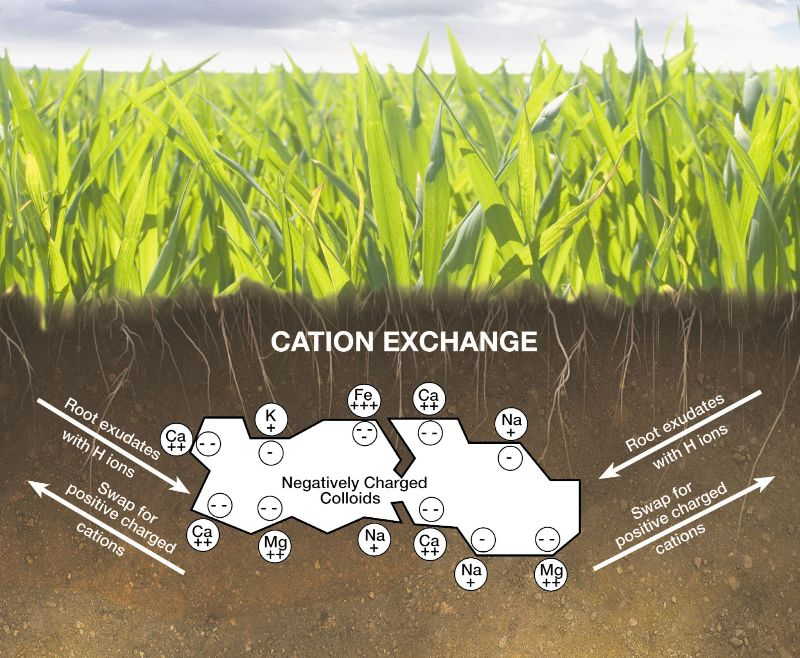 CATION EXCHANGE
Root exudates
with H ions
Swap for
positive charged
cations
Ca
++
- -
K
+
-
Fe
+++
- -
-
Ca
++
- -
Na
+
-
Negatively Charged
Colloids
- -
Ca
++
- -
Mg
++
Na
+
- -
Ca
++
-
Na
+
- -
Mg
++
Root exudates
with H ions
Swap for
positive charged
cations